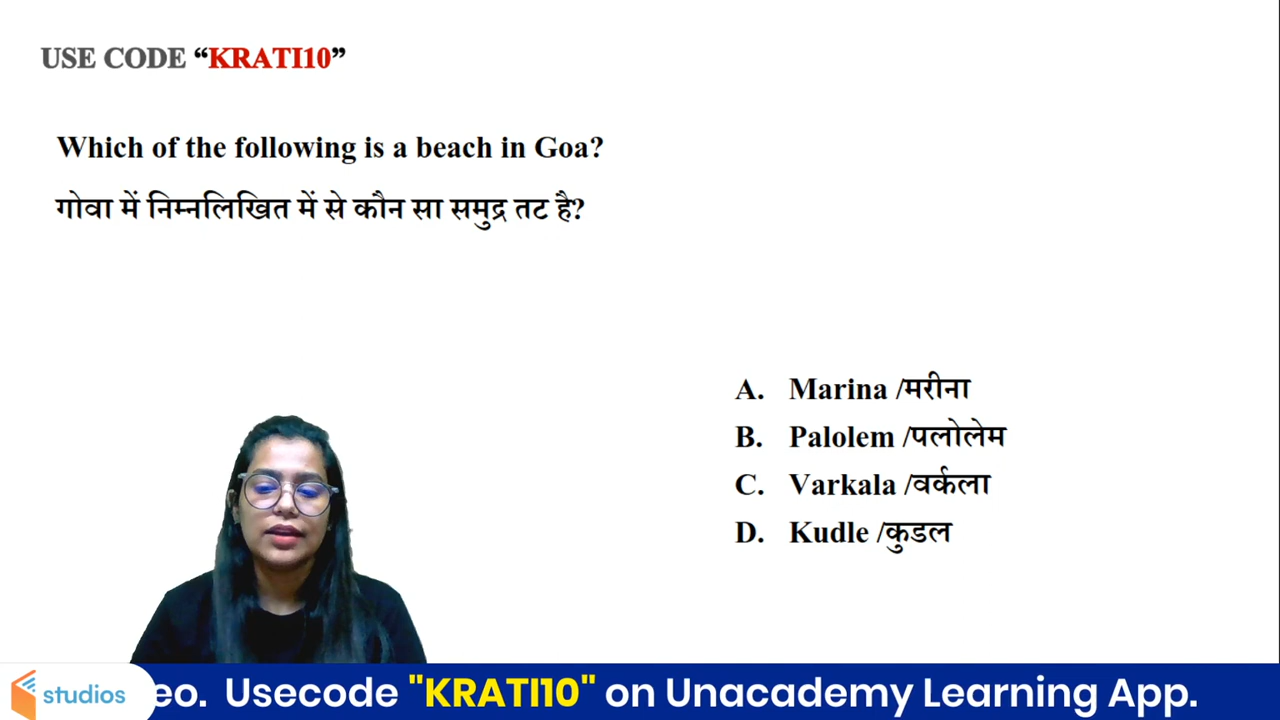 USE CODE “KRATI10”
Which of the following is a beach in Goa?
गोवा में निम्नलिखित में से कौन सा समुद्र तट है?
A. Marina /मरीना
B. Palolem /पलोलेम
C. Varkala /वर्कला
D. Kudle /कुडल
studios eo. Usecode "KRATI10" on Unacademy Learning App.